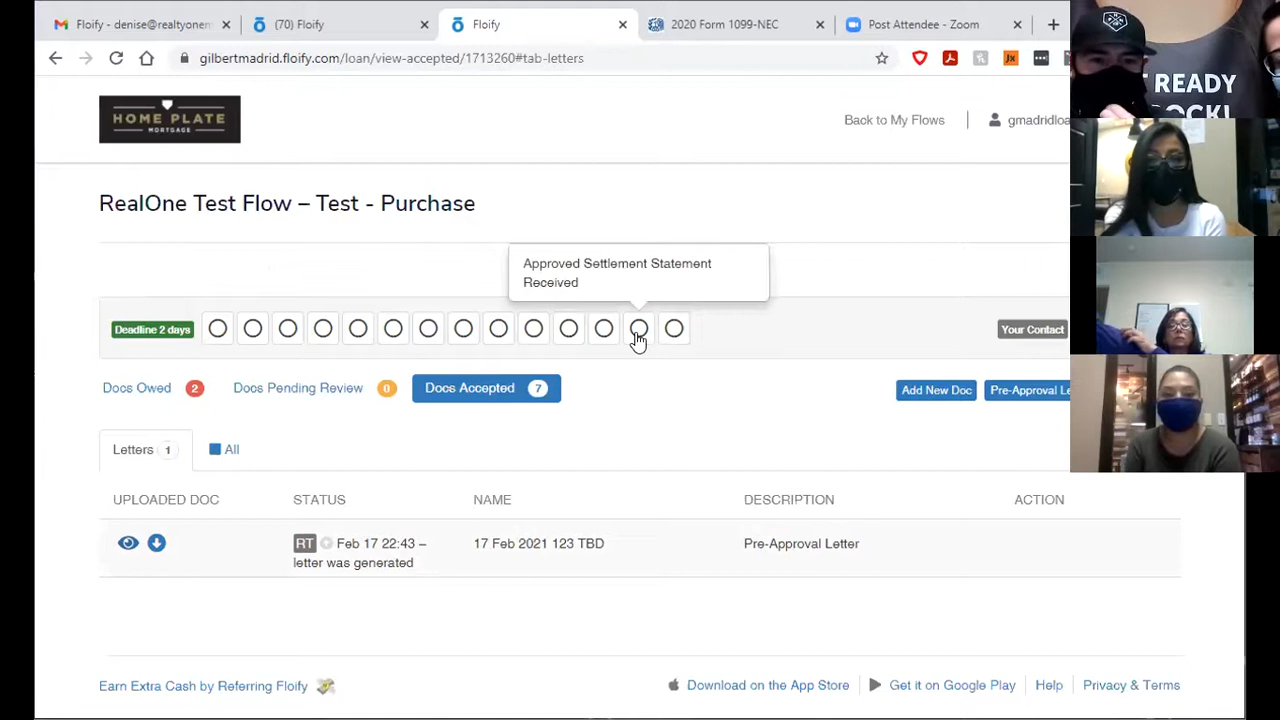 Floify - denise@realtyonem
(70) Floify
Floify
2020 Form 1099-NEC
Post Attendee - Zoom
gilbertmadrid.floify.com/loan/view-accepted/1713260#tab-letters
HOME PLATE
MORTGAGE
Back to My Flows
gmadridloa
READY
ROCK!
RealOne Test Flow – Test - Purchase
Approved Settlement Statement
Received
Deadline 2 days
Your Contact
Docs Owed 2
Docs Pending Review 0
Docs Accepted 7
Add New Doc
Pre-Approval Le
Letters 1
All
UPLOADED DOC STATUS NAME DESCRIPTION ACTION
RT Feb 17 22:43 – 17 Feb 2021 123 TBD Pre-Approval Letter
letter was generated
Earn Extra Cash by Referring Floify
Download on the App Store
Get it on Google Play
Help
Privacy & Terms